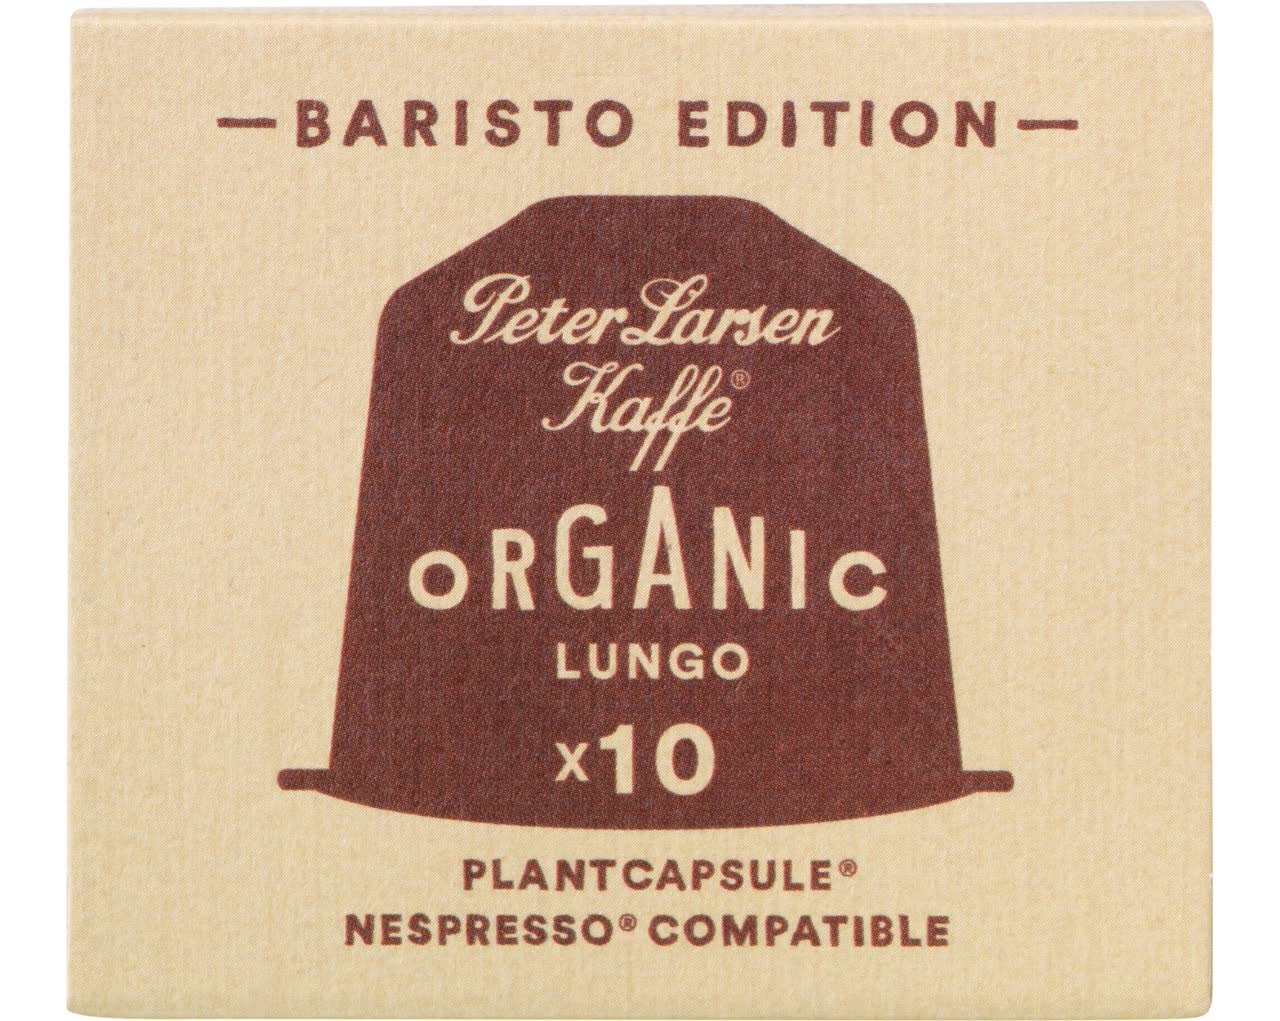 —BARISTO EDITION—
Peter Larsen
Kaffe®
ORGANIC
LUNGO
x10
PLANTCAPSULE®
NESPRESSO® COMPATIBLE